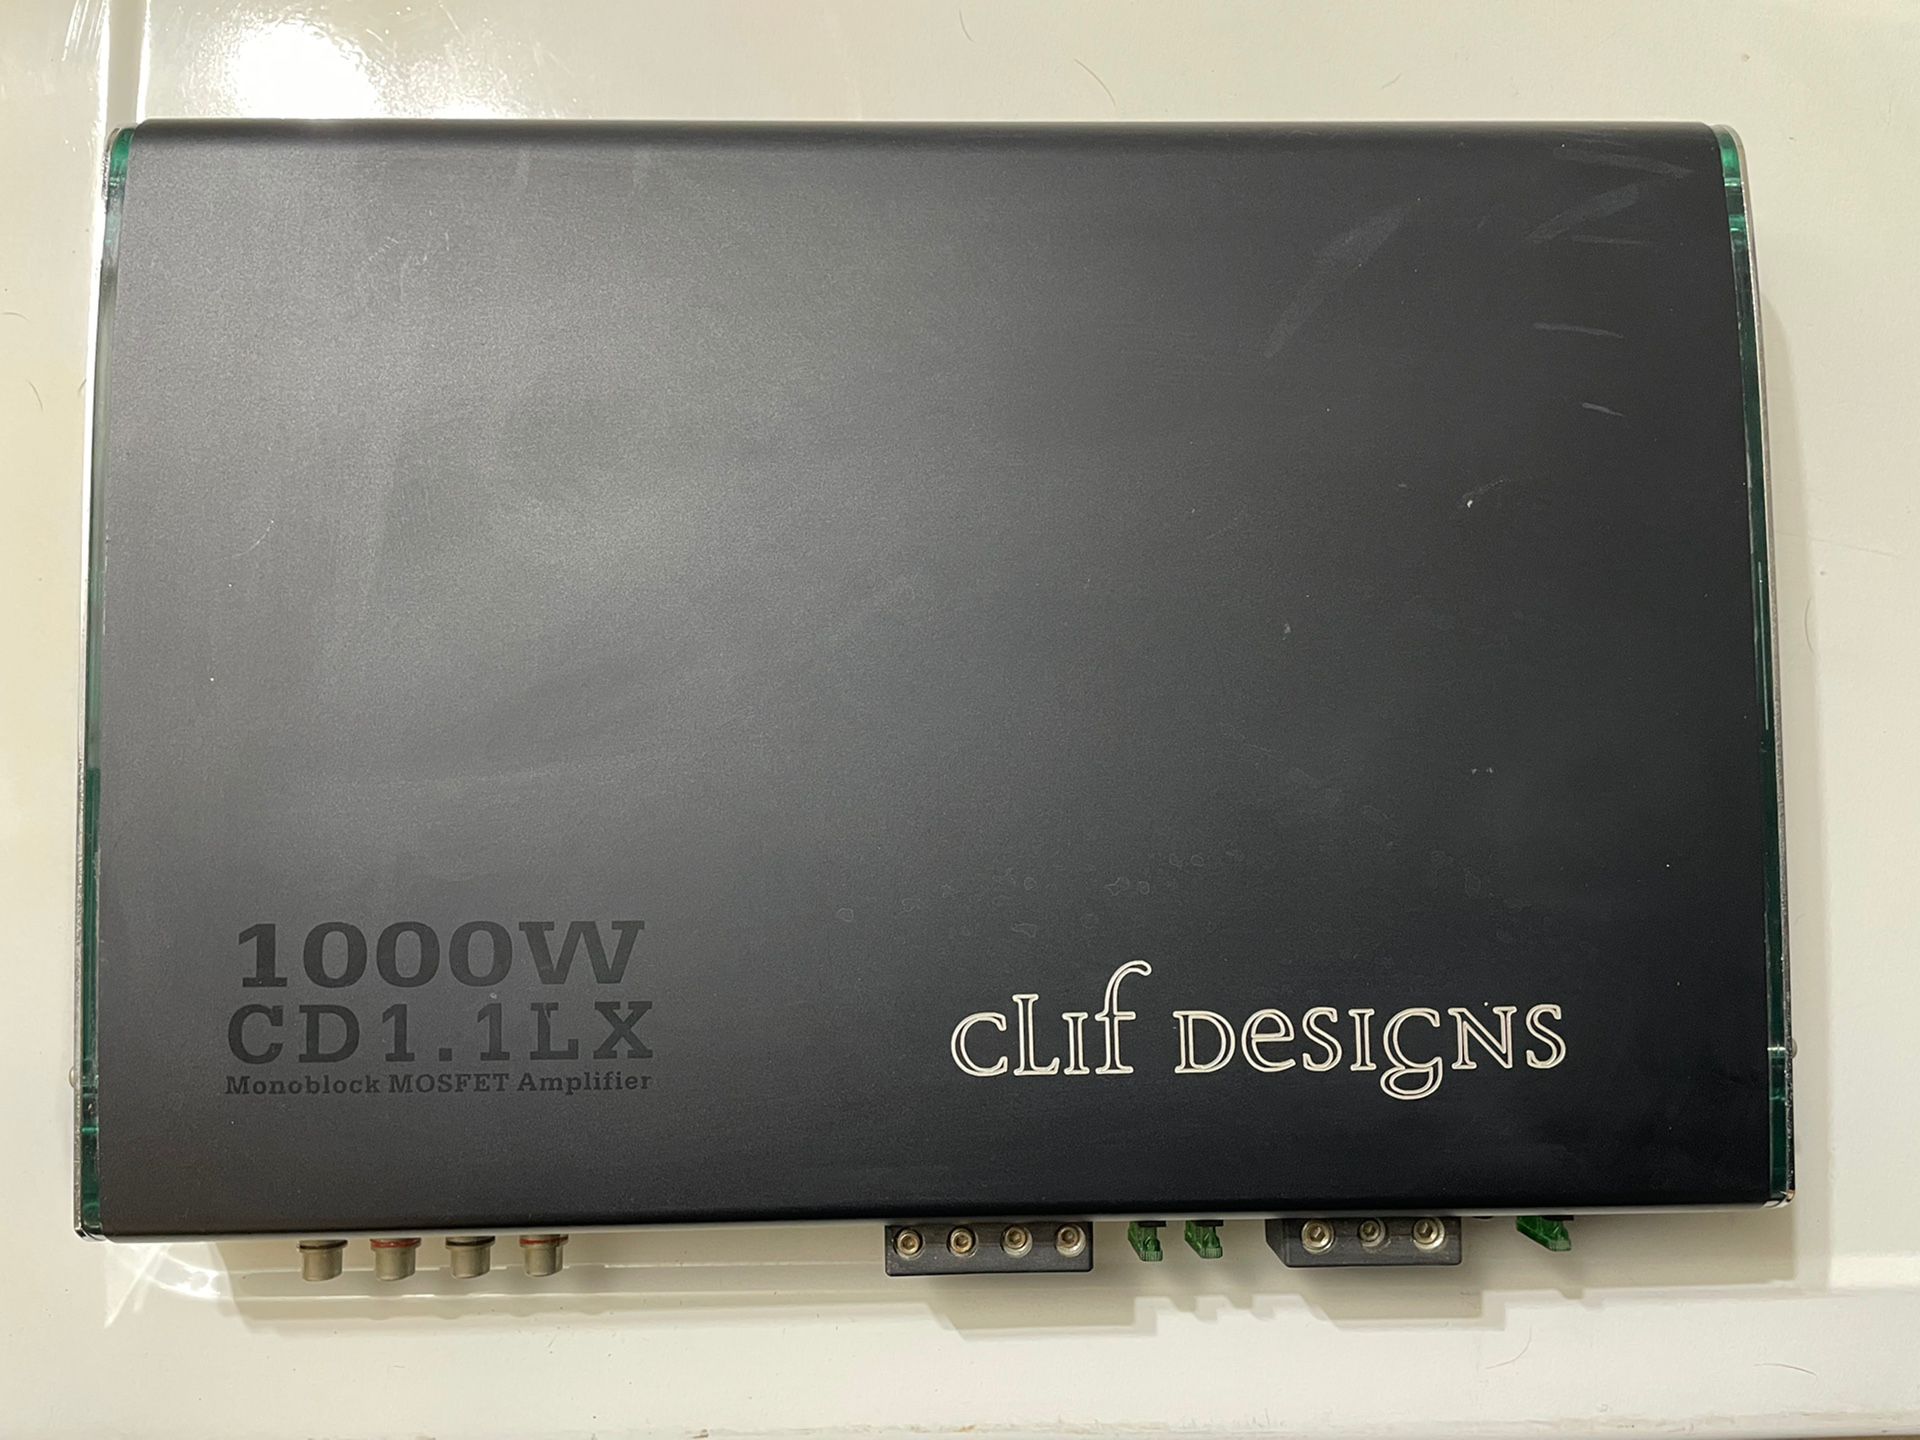 1000W
CD1.1LX
Monoblock MOSFET Amplifier
cLif DesigNs